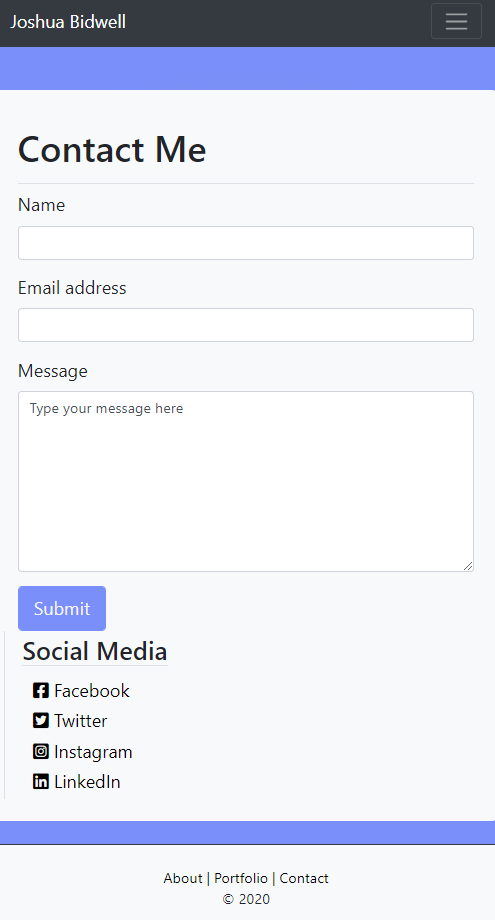 Joshua Bidwell
Contact Me
Name
Email address
Message
Type your message here
Submit
Social Media
Facebook
Twitter
Instagram
LinkedIn
About | Portfolio | Contact
© 2020